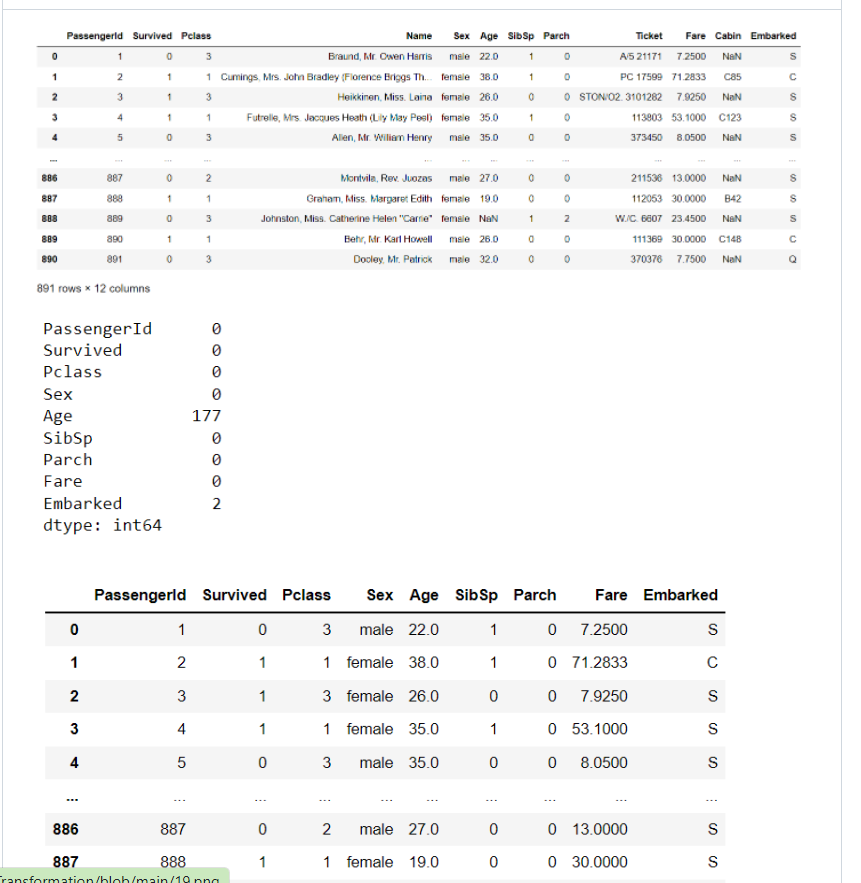 PassengerId Survived Pclass Name Sex Age SibSp Parch Ticket Fare Cabin Embarked
0 1 0 3 Braund, Mr. Owen Harris male 22.0 1 0 A/5 21171 7.2500 NaN S
1 2 1 1 Cumings, Mrs. John Bradley (Florence Briggs Th... female 38.0 1 0 PC 17599 71.2833 C85 C
2 3 1 3 Heikkinen, Miss. Laina female 26.0 0 0 STON/O2. 3101282 7.9250 NaN S
3 4 1 1 Futrelle, Mrs. Jacques Heath (Lily May Peel) female 35.0 1 0 113803 53.1000 C123 S
4 5 0 3 Allen, Mr. William Henry male 35.0 0 0 373450 8.0500 NaN S
... ... ... ... ... ... ... ... ... ... ... ... ...
886 887 0 2 Montvila, Rev. Juozas male 27.0 0 0 211536 13.0000 NaN S
887 888 1 1 Graham, Miss. Margaret Edith female 19.0 0 0 112053 30.0000 B42 S
888 889 0 3 Johnston, Miss. Catherine Helen "Carrie" female NaN 1 2 W./C. 6607 23.4500 NaN S
889 890 1 1 Behr, Mr. Karl Howell male 26.0 0 0 111369 30.0000 C148 C
890 891 0 3 Dooley, Mr. Patrick male 32.0 0 0 370376 7.7500 NaN Q
891 rows × 12 columns
PassengerId 0
Survived 0
Pclass 0
Sex 0
Age 177
SibSp 0
Parch 0
Fare 0
Embarked 2
dtype: int64
PassengerId Survived Pclass Sex Age SibSp Parch Fare Embarked
0 1 0 3 male 22.0 1 0 7.2500 S
1 2 1 1 female 38.0 1 0 71.2833 C
2 3 1 3 female 26.0 0 0 7.9250 S
3 4 1 1 female 35.0 1 0 53.1000 S
4 5 0 3 male 35.0 0 0 8.0500 S
... ... ... ... ... ... ... ... ... ...
886 887 0 2 male 27.0 0 0 13.0000 S
887 888 1 1 female 19.0 0 0 30.0000 S
ransformation/blob/main/19.png